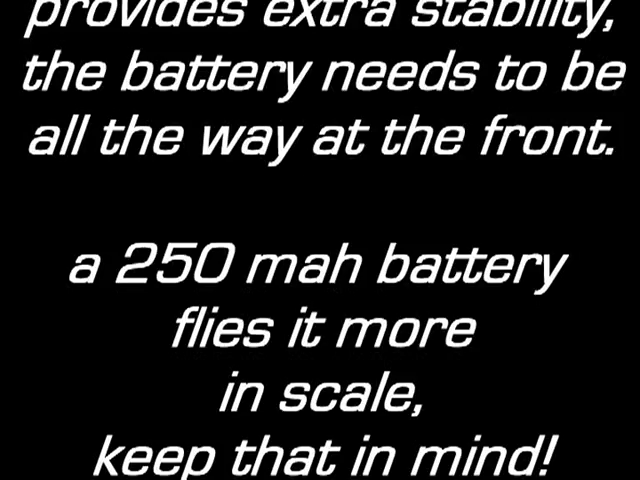 provides extra stability,
the battery needs to be
all the way at the front.
a 250 mah battery
flies it more
in scale,
keep that in mind!